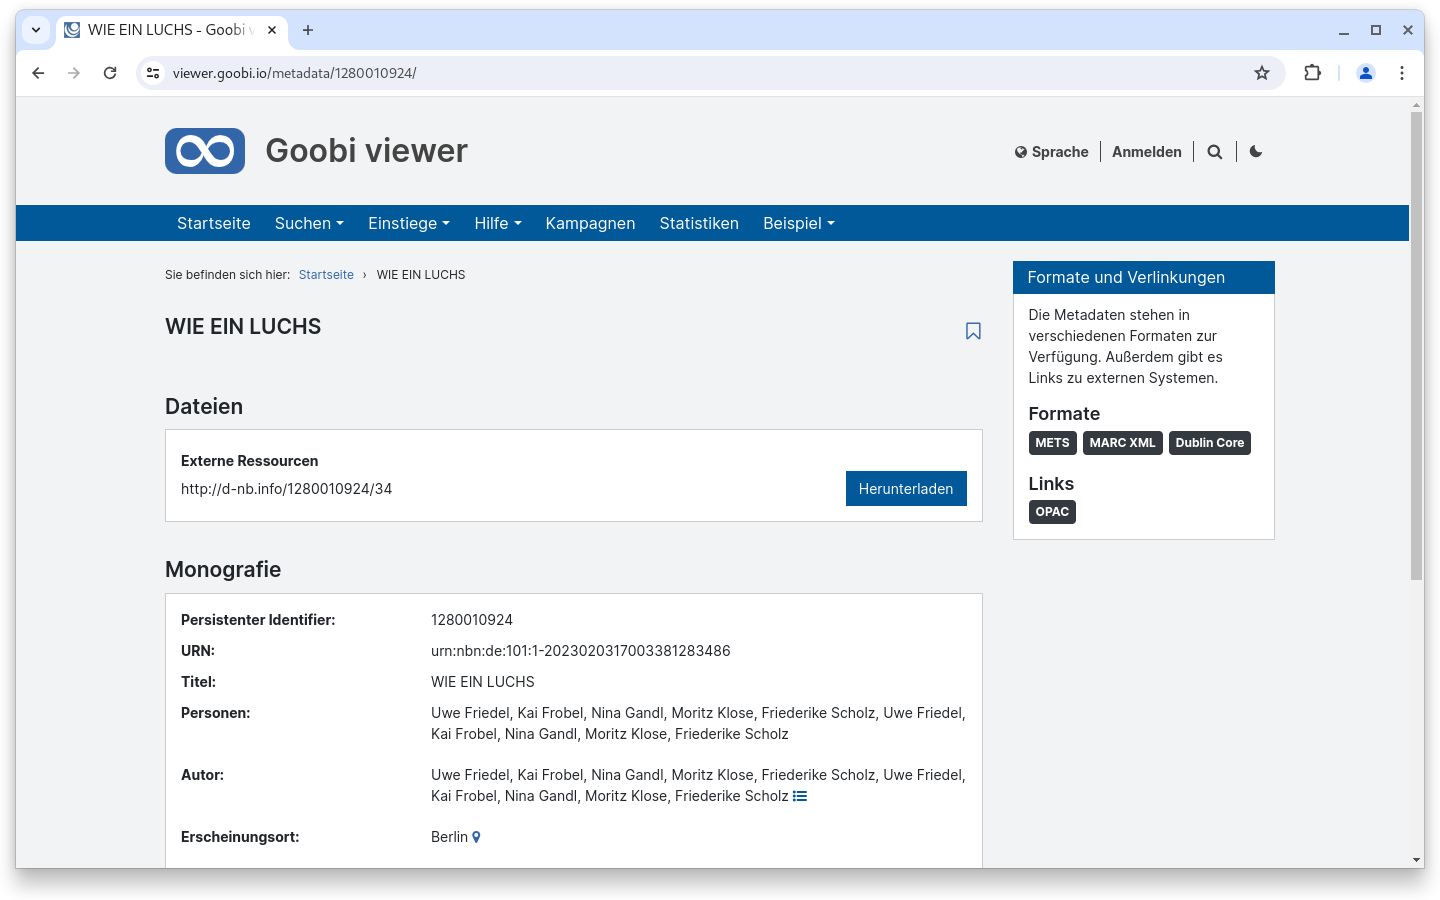 WIE EIN LUCHS - Goobi v
viewer.goobi.io/metadata/1280010924/
Goobi viewer
Sprache
Anmelden
Startseite Suchen Einstiege Hilfe Kampagnen Statistiken Beispiel
Sie befinden sich hier: Startseite › WIE EIN LUCHS
WIE EIN LUCHS
Dateien
Externe Ressourcen
http://d-nb.info/1280010924/34
Herunterladen
Monografie
Persistenter Identifier: 1280010924
URN: urn:nbn:de:101:1-2023020317003381283486
Titel: WIE EIN LUCHS
Personen: Uwe Friedel, Kai Frobel, Nina Gandl, Moritz Klose, Friederike Scholz, Uwe Friedel,
Kai Frobel, Nina Gandl, Moritz Klose, Friederike Scholz
Autor: Uwe Friedel, Kai Frobel, Nina Gandl, Moritz Klose, Friederike Scholz, Uwe Friedel,
Kai Frobel, Nina Gandl, Moritz Klose, Friederike Scholz
Erscheinungsort: Berlin
Formate und Verlinkungen
Die Metadaten stehen in
verschiedenen Formaten zur
Verfügung. Außerdem gibt es
Links zu externen Systemen.
Formate
METS MARC XML Dublin Core
Links
OPAC